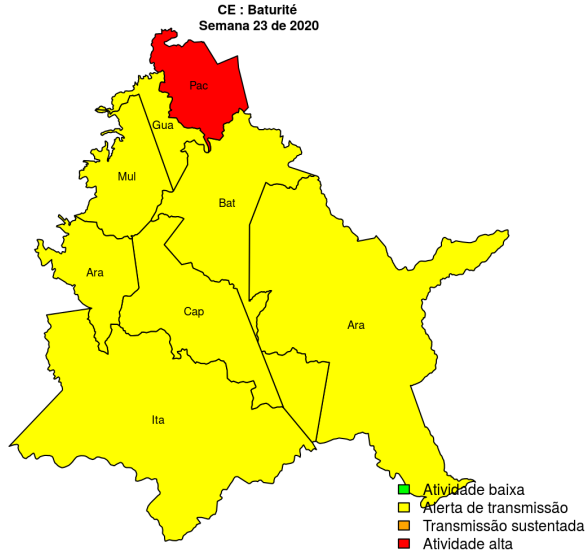 CE : Baturité
Semana 23 de 2020
Pac
Gua
Mul
Bat
Ara
Cap
Ara
Ita
Atividade baixa
Alerta de transmissão
Transmissão sustentada
Atividade alta